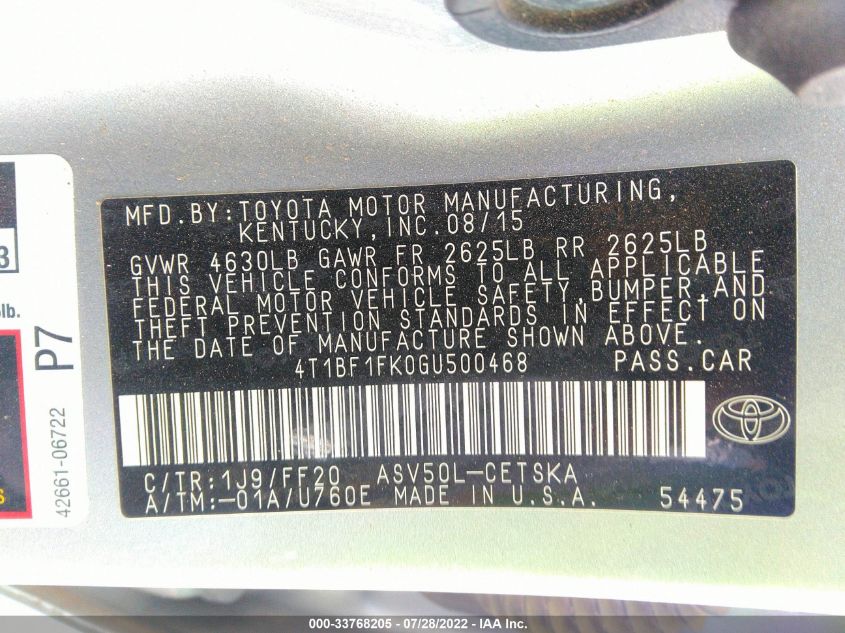 MFD.BY:TOYOTA MOTOR MANUFACTURING,
KENTUCKY,INC.08/15
GVWR 4630LB GAWR FR 2625LB RR 2625LB
THIS VEHICLE CONFORMS TO ALL APPLICABLE
FEDERAL MOTOR VEHICLE SAFETY,BUMPER,AND
THEFT PREVENTION STANDARDS IN EFFECT ON
THE DATE OF MANUFACTURE SHOWN ABOVE.
4T1BF1FK0GU500468 PASS.CAR
C/TR:1J9/FF20 ASV50L-CETSKA
A/TM:-01A/U760E MADE IN U.S.A. 54475
3
lb.
P7
42661-06722
S
000-33768205 / 07/28/2022 - IAA Inc.